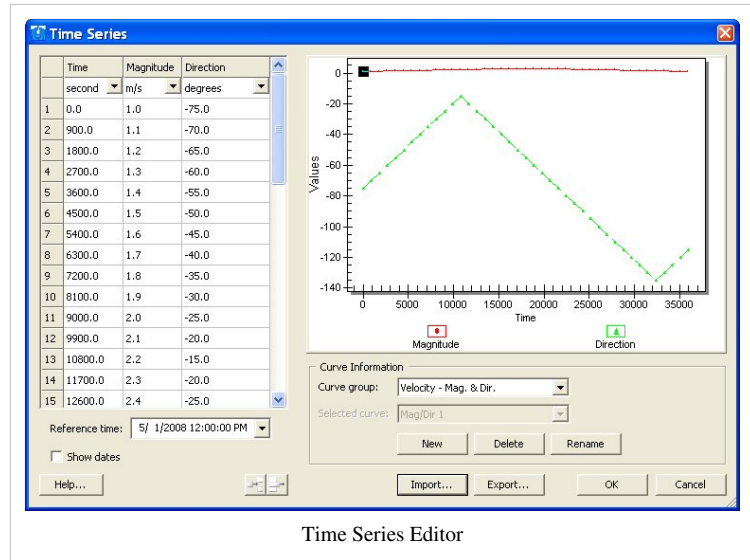 Time Series
Time Magnitude Direction
second m/s degrees
1 0.0 1.0 -75.0
2 900.0 1.1 -70.0
3 1800.0 1.2 -65.0
4 2700.0 1.3 -60.0
5 3600.0 1.4 -55.0
6 4500.0 1.5 -50.0
7 5400.0 1.6 -45.0
8 6300.0 1.7 -40.0
9 7200.0 1.8 -35.0
10 8100.0 1.9 -30.0
11 9000.0 2.0 -25.0
12 9900.0 2.1 -20.0
13 10800.0 2.2 -15.0
14 11700.0 2.3 -20.0
15 12600.0 2.4 -25.0
Reference time: 5/ 1/2008 12:00:00 PM
Show dates
Help...
Values
0
-20
-40
-60
-80
-100
-120
-140
0 5000 10000 15000 20000 25000 30000 35000
Time
Magnitude Direction
Curve Information
Curve group: Velocity - Mag. & Dir.
Selected curve: Mag/Dir 1
New Delete Rename
Import... Export... OK Cancel
Time Series Editor